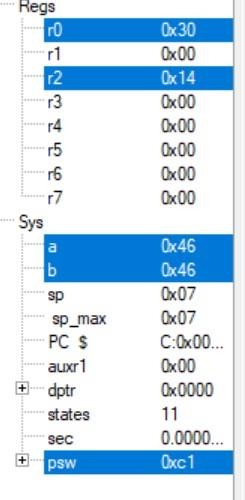 Regs
r0 0x30
r1 0x00
r2 0x14
r3 0x00
r4 0x00
r5 0x00
r6 0x00
r7 0x00
Sys
a 0x46
b 0x46
sp 0x07
sp_max 0x07
PC $ C:0x00...
auxr1 0x00
dptr 0x0000
states 11
sec 0.0000...
psw 0xc1